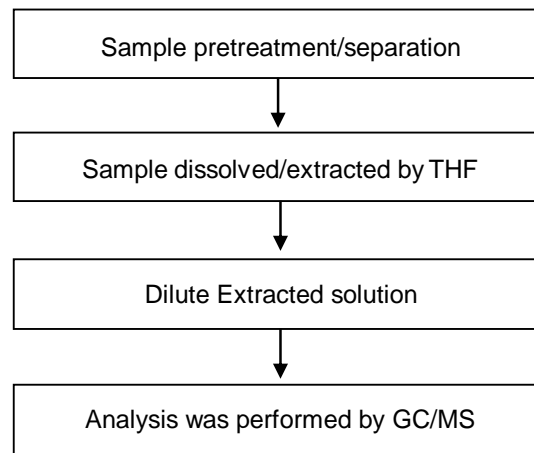 Sample pretreatment/separation
Sample dissolved/extracted by THF
Dilute Extracted solution
Analysis was performed by GC/MS